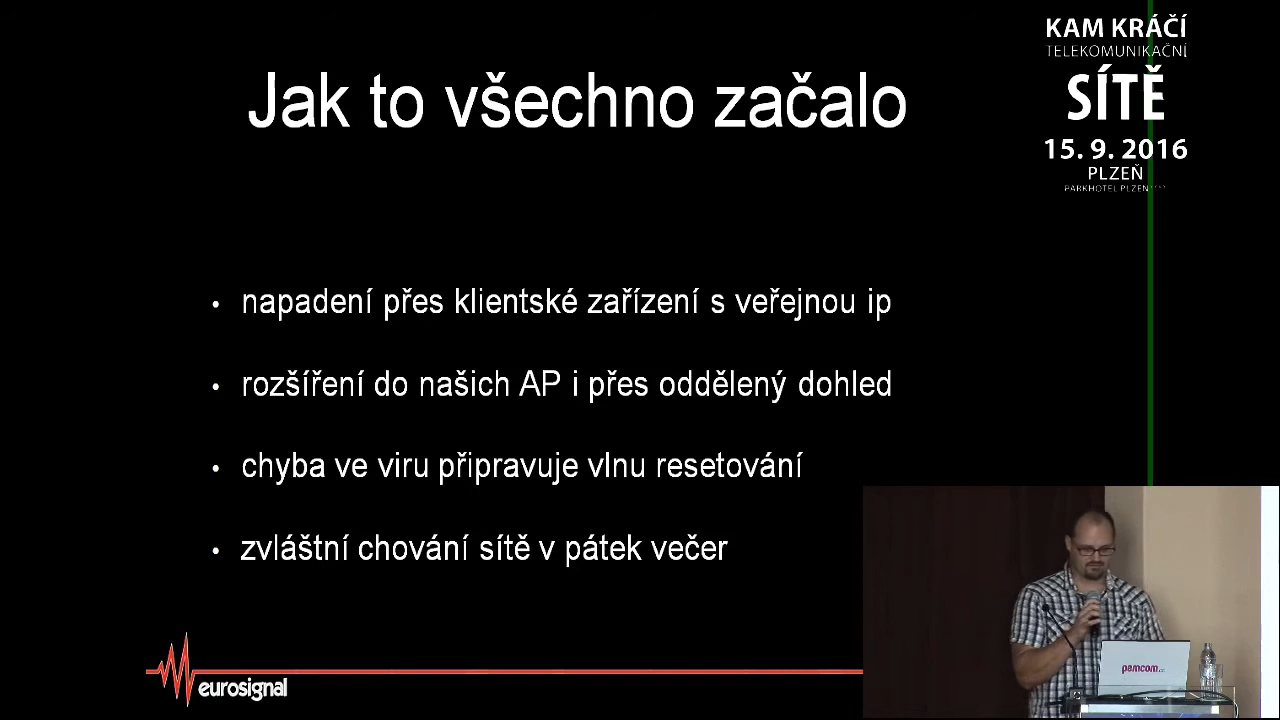 Jak to všechno začalo
KAM KRÁČÍ
TELEKOMUNIKAČNÍ
SÍTĚ
15. 9. 2016
PLZEŇ
PARKHOTEL PLZEŇ
• napadení přes klientské zařízení s veřejnou ip
• rozšíření do našich AP i přes oddělený dohled
• chyba ve viru připravuje vlnu resetování
• zvláštní chování sítě v pátek večer
eurosignal
pemcom.cz